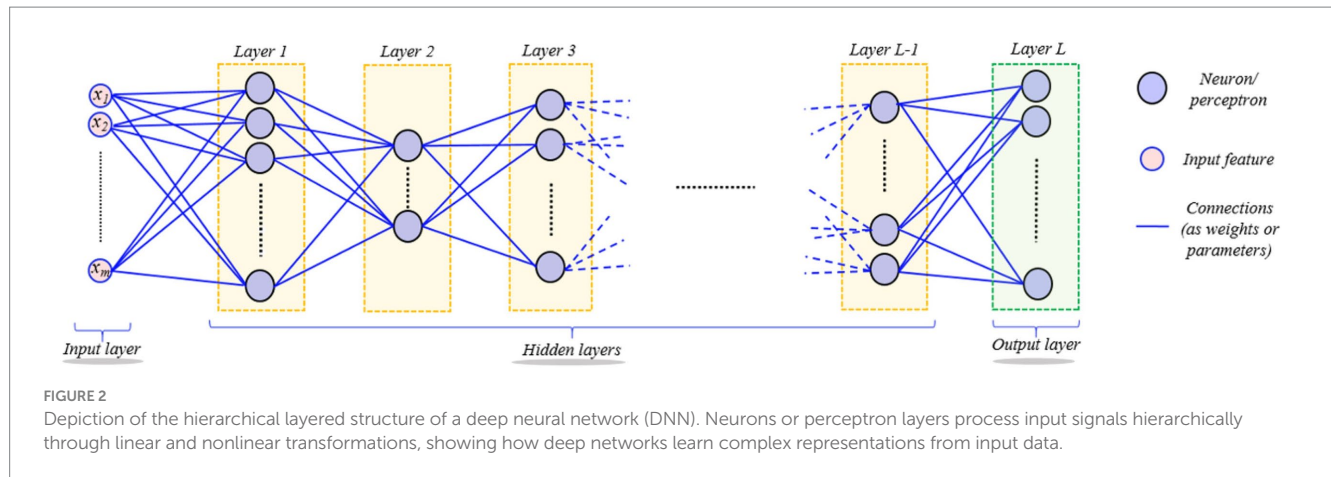 Layer 1
Layer 2
Layer 3
Layer L-1
Layer L
x1
x2
xm
Neuron/
perceptron
Input feature
Connections
(as weights or
parameters)
Input layer
Hidden layers
Output layer
FIGURE 2
Depiction of the hierarchical layered structure of a deep neural network (DNN). Neurons or perceptron layers process input signals hierarchically
through linear and nonlinear transformations, showing how deep networks learn complex representations from input data.